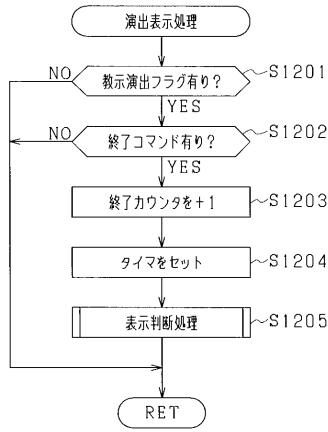 演出表示処理
教示演出フラグ有り?
S1201
NO
YES
終了コマンド有り?
S1202
NO
YES
終了カウンタを+1
S1203
タイマをセット
S1204
表示判断処理
S1205
RET